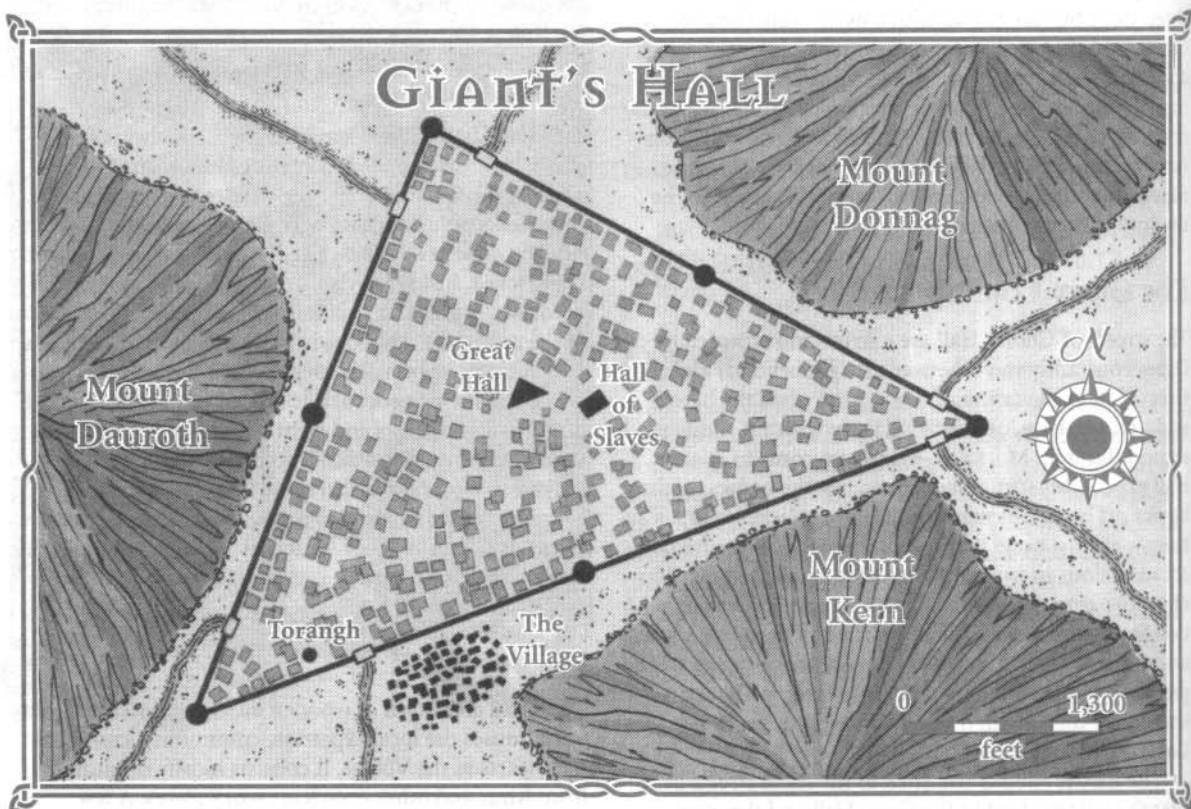 Giant's Hall
Mount
Donnag
N
Great
Hall
Hall
of
Slaves
Mount
Dauroth
Mount
Kern
Torangh
The
Village
0 1,300
feet